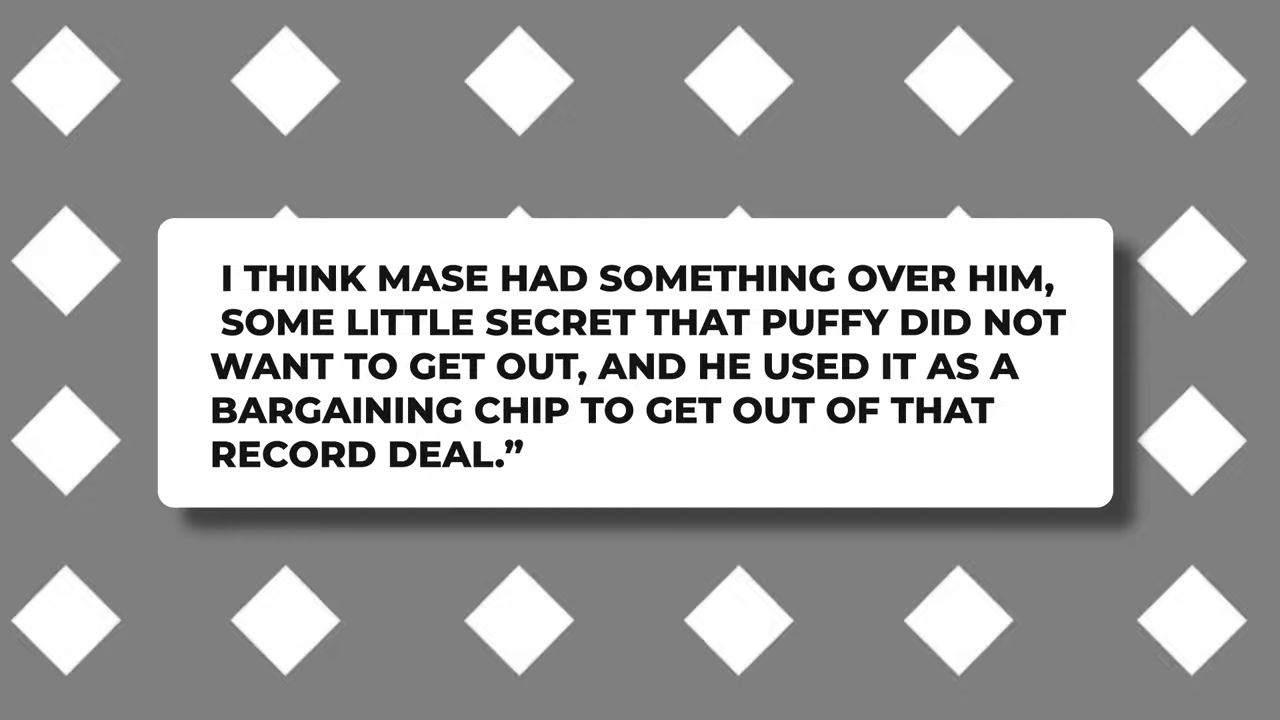 I THINK MASE HAD SOMETHING OVER HIM,
SOME LITTLE SECRET THAT PUFFY DID NOT
WANT TO GET OUT, AND HE USED IT AS A
BARGAINING CHIP TO GET OUT OF THAT
RECORD DEAL.”